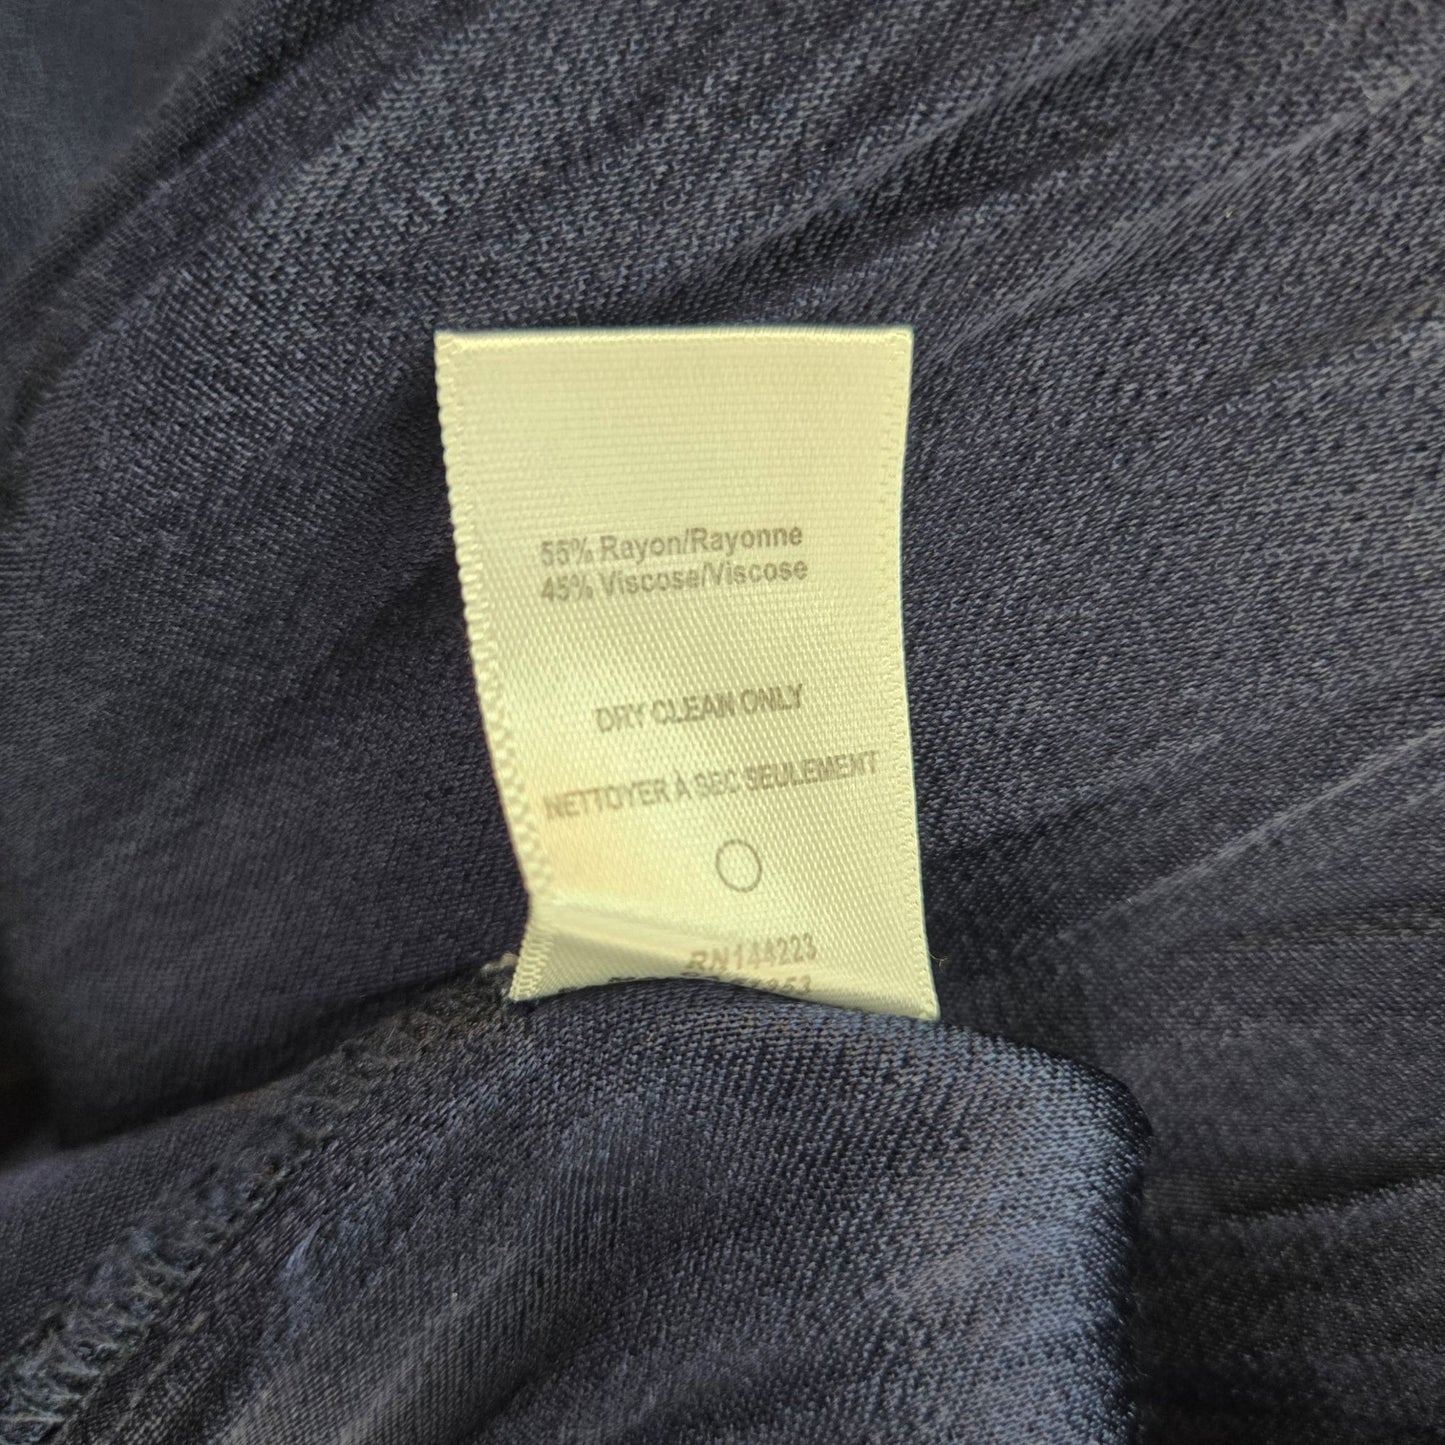 55% Rayon/Rayonne
45% Viscose/Viscose
DRY CLEAN ONLY
NETTOYER A SEC SEULEMENT
RN144223